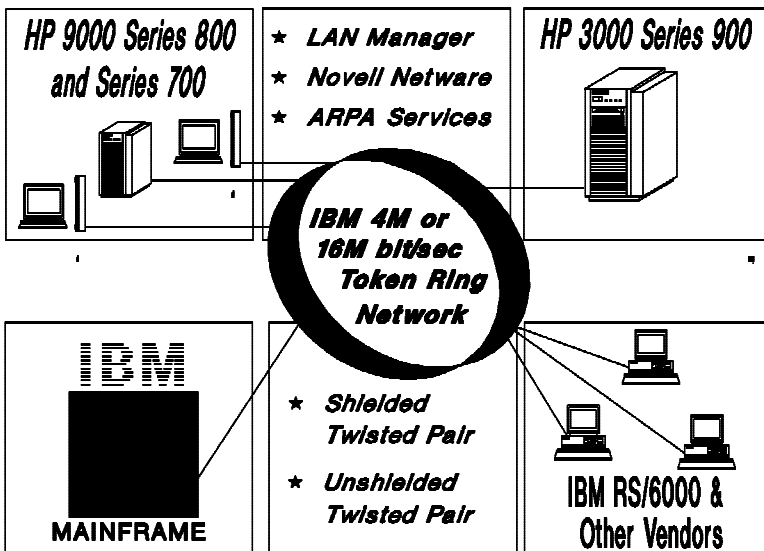 HP 9000 Series 800
and Series 700
★ LAN Manager
★ Novell Netware
★ ARPA Services
HP 3000 Series 900
IBM 4M or
16M bit/sec
Token Ring
Network
IBM
MAINFRAME
★ Shielded
Twisted Pair
★ Unshielded
Twisted Pair
IBM RS/6000 &
Other Vendors